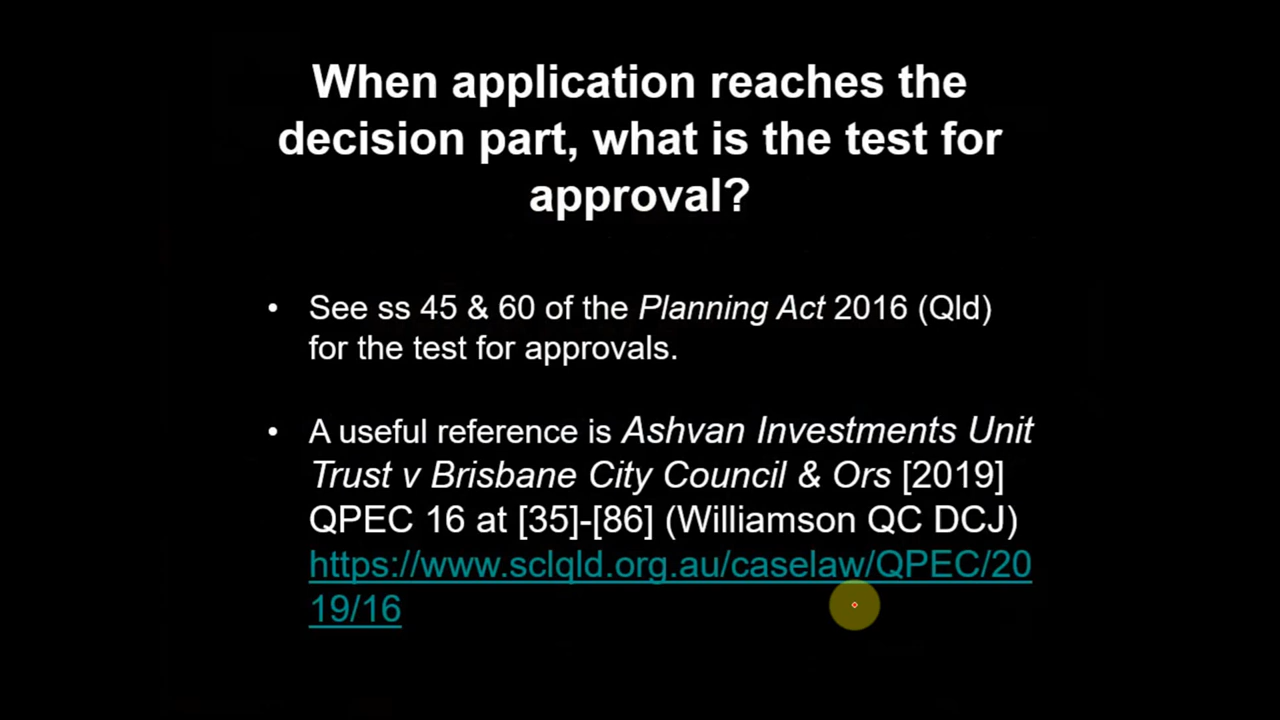 When application reaches the
decision part, what is the test for
approval?
• See ss 45 & 60 of the Planning Act 2016 (Qld)
for the test for approvals.
• A useful reference is Ashvan Investments Unit
Trust v Brisbane City Council & Ors [2019]
QPEC 16 at [35]-[86] (Williamson QC DCJ)
https://www.sclqld.org.au/caselaw/QPEC/20
19/16